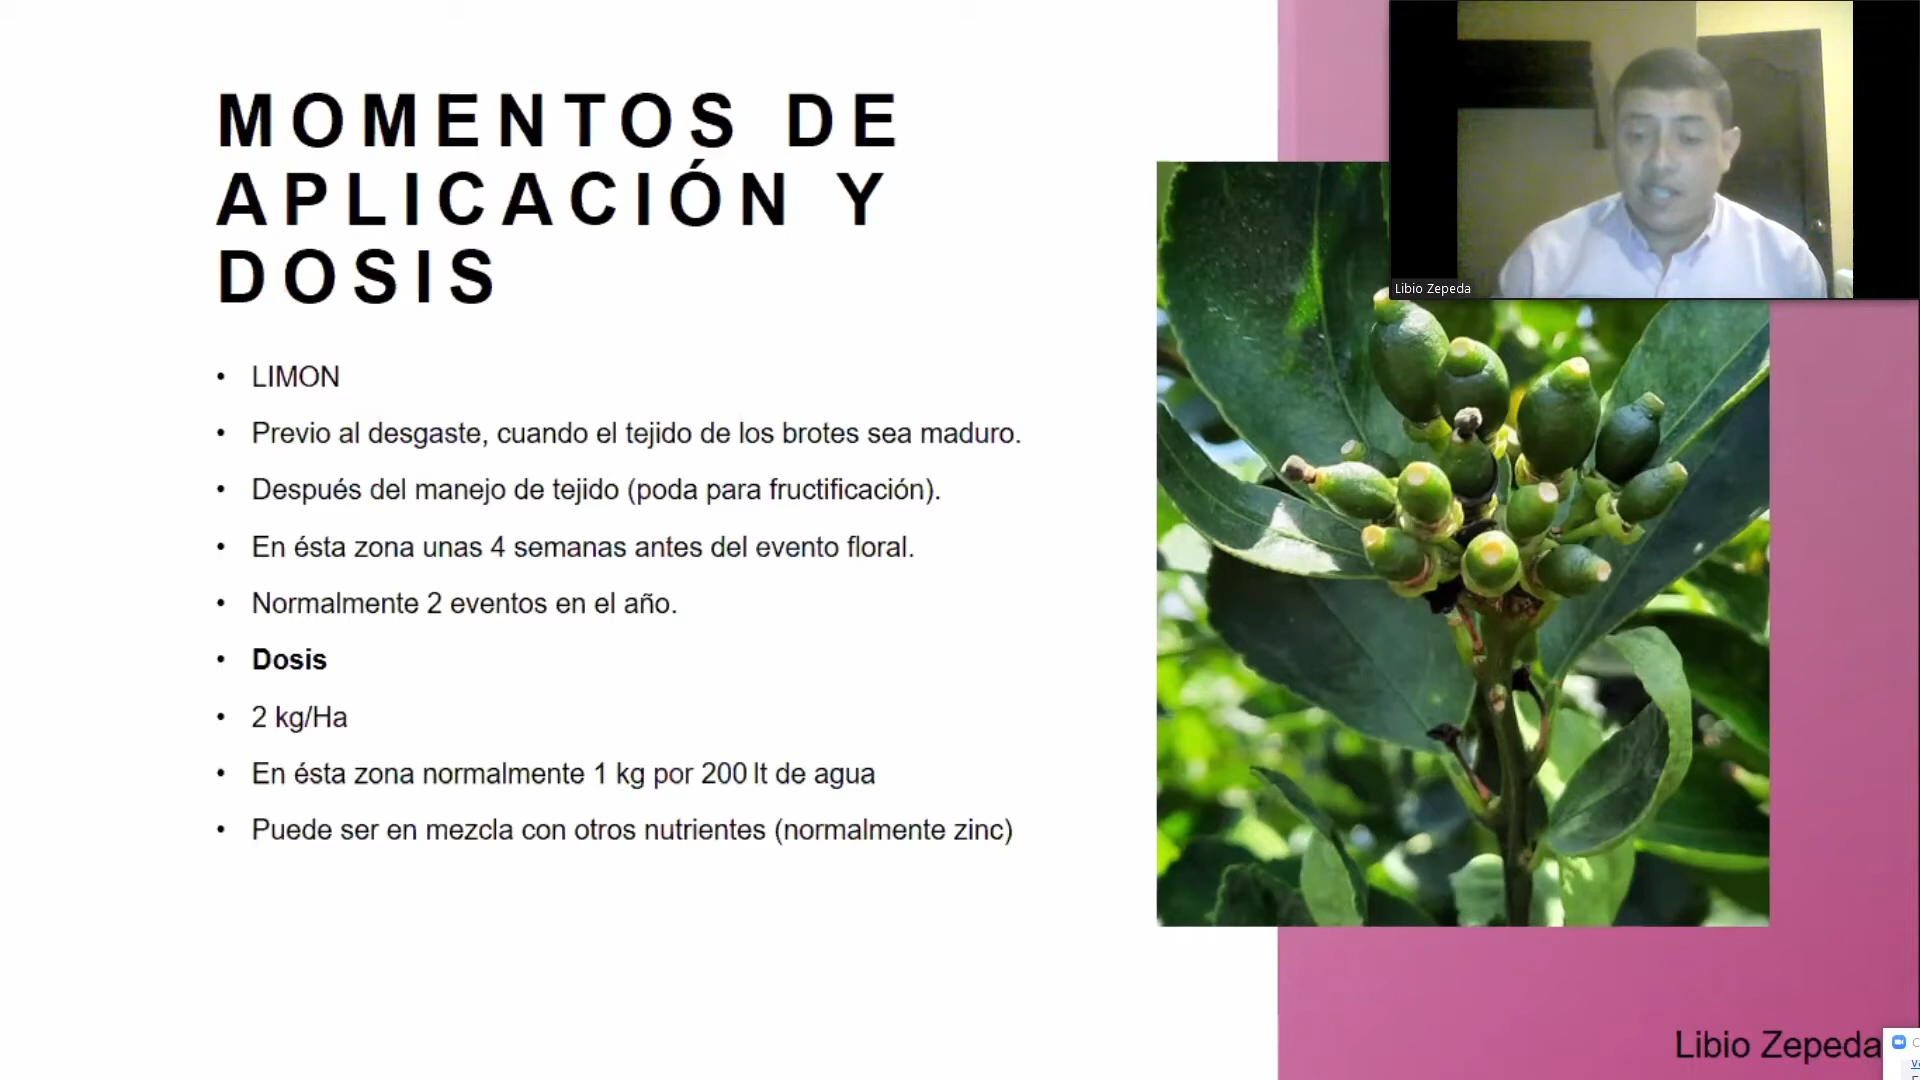 MOMENTOS DE
APLICACIÓN Y
DOSIS
• LIMON
• Previo al desgaste, cuando el tejido de los brotes sea maduro.
• Después del manejo de tejido (poda para fructificación).
• En ésta zona unas 4 semanas antes del evento floral.
• Normalmente 2 eventos en el año.
• Dosis
• 2 kg/Ha
• En ésta zona normalmente 1 kg por 200 lt de agua
• Puede ser en mezcla con otros nutrientes (normalmente zinc)
Libio Zepeda
Libio Zepeda